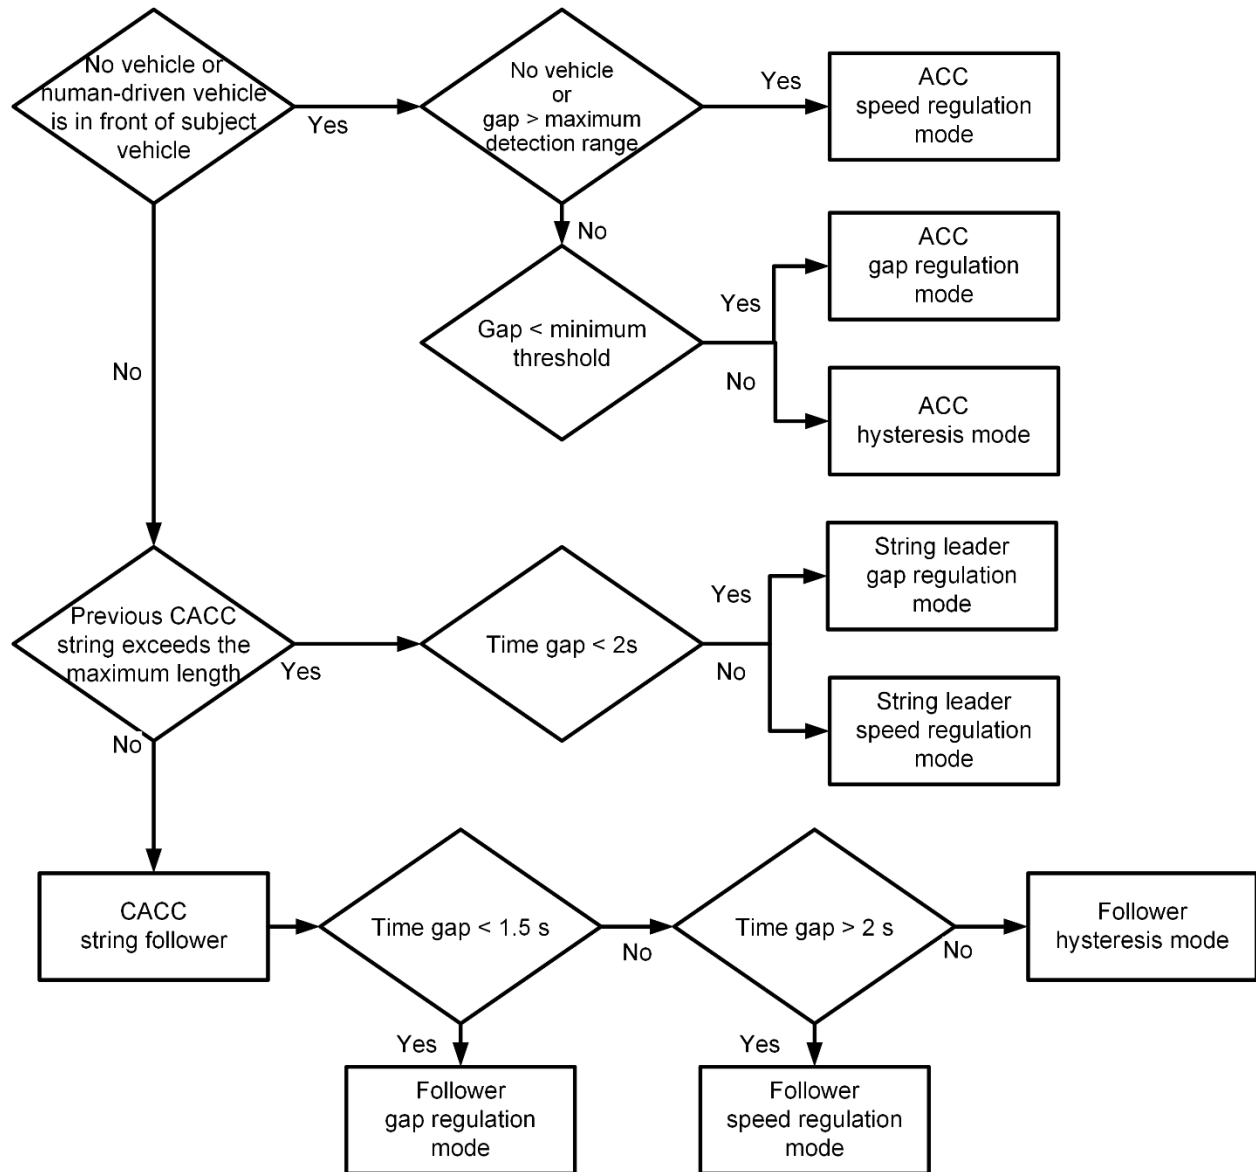 No vehicle or
human-driven vehicle
is in front of subject
vehicle
Yes
No vehicle
or
gap > maximum
detection range
Yes
ACC
speed regulation
mode
No
Gap < minimum
threshold
Yes
No
ACC
gap regulation
mode
ACC
hysteresis mode
No
Previous CACC
string exceeds the
maximum length
Yes
Time gap < 2s
Yes
No
String leader
gap regulation
mode
String leader
speed regulation
mode
No
CACC
string follower
Time gap < 1.5 s
No
Time gap > 2 s
No
Follower
hysteresis mode
Yes
Follower
gap regulation
mode
Yes
Follower
speed regulation
mode